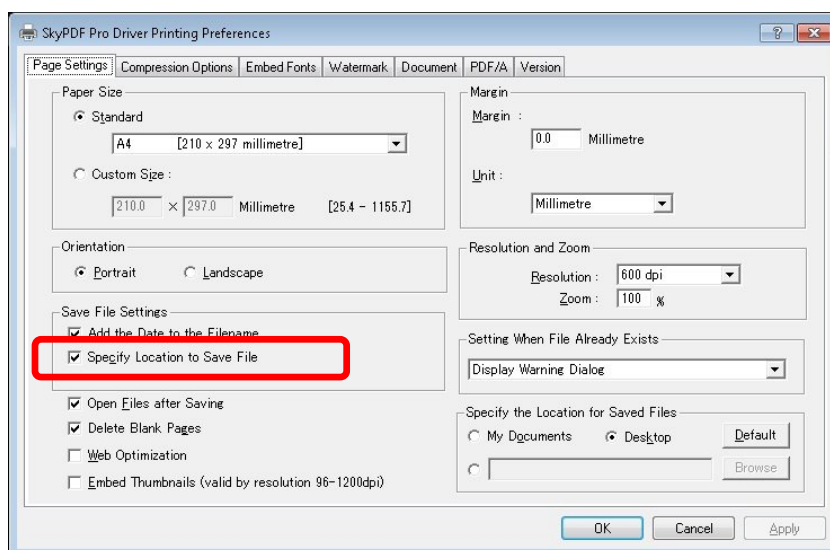 SkyPDF Pro Driver Printing Preferences
Page Settings Compression Options Embed Fonts Watermark Document PDF/A Version
Paper Size
Standard
A4 [210 x 297 millimetre]
Custom Size :
210.0 × 297.0 Millimetre [25.4 - 1155.7]
Orientation
Portrait Landscape
Save File Settings
Add the Date to the Filename
Specify Location to Save File
Open Files after Saving
Delete Blank Pages
Web Optimization
Embed Thumbnails (valid by resolution 96-1200dpi)
Margin
Margin :
0.0 Millimetre
Unit :
Millimetre
Resolution and Zoom
Resolution : 600 dpi
Zoom : 100 %
Setting When File Already Exists
Display Warning Dialog
Specify the Location for Saved Files
My Documents Desktop Default
Browse
OK Cancel Apply